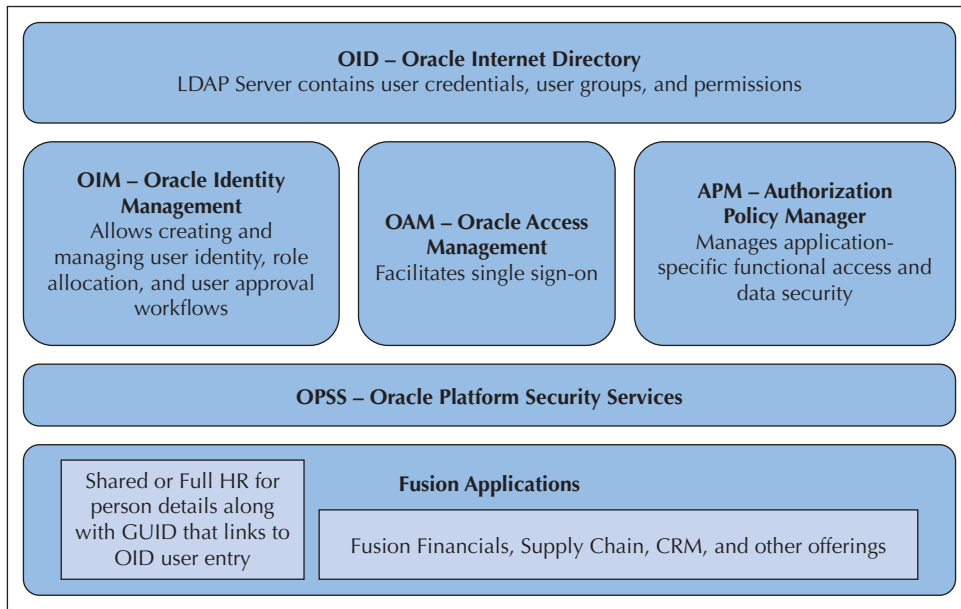 OID – Oracle Internet Directory
LDAP Server contains user credentials, user groups, and permissions
OIM – Oracle Identity
Management
Allows creating and
managing user identity, role
allocation, and user approval
workflows
OAM – Oracle Access
Management
Facilitates single sign-on
APM – Authorization
Policy Manager
Manages application-
specific functional access and
data security
OPSS – Oracle Platform Security Services
Shared or Full HR for
person details along
with GUID that links to
OID user entry
Fusion Applications
Fusion Financials, Supply Chain, CRM, and other offerings